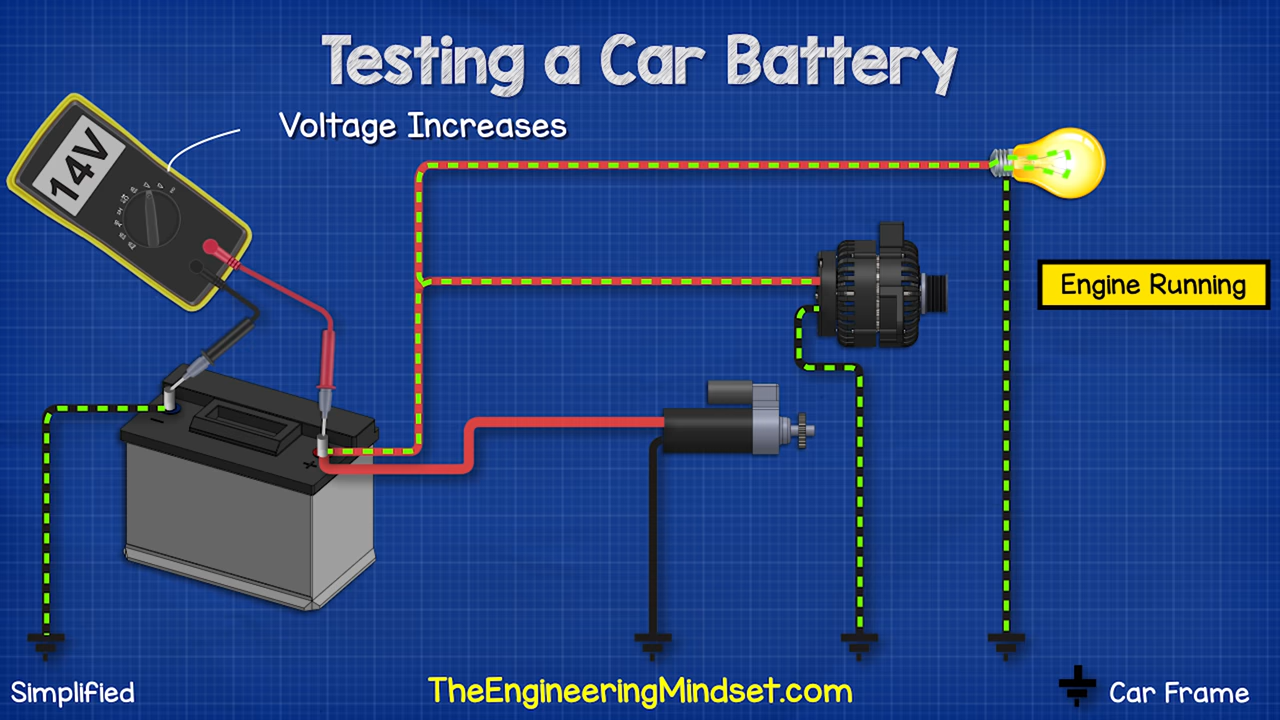 Testing a Car Battery
Voltage Increases
14V
Engine Running
−
+
Simplified
TheEngineeringMindset.com
Car Frame